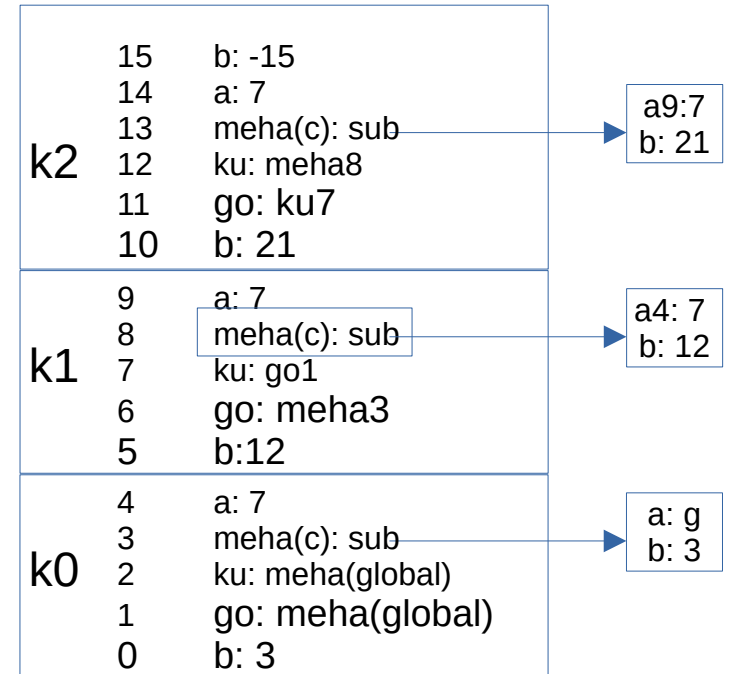 15 b: -15
14 a: 7
13 meha(c): sub
k2 12 ku: meha8
11 go: ku7
10 b: 21
a9:7
b: 21
9 a: 7
8 meha(c): sub
k1 7 ku: go1
6 go: meha3
5 b:12
a4: 7
b: 12
4 a: 7
3 meha(c): sub
k0 2 ku: meha(global)
1 go: meha(global)
0 b: 3
a: g
b: 3